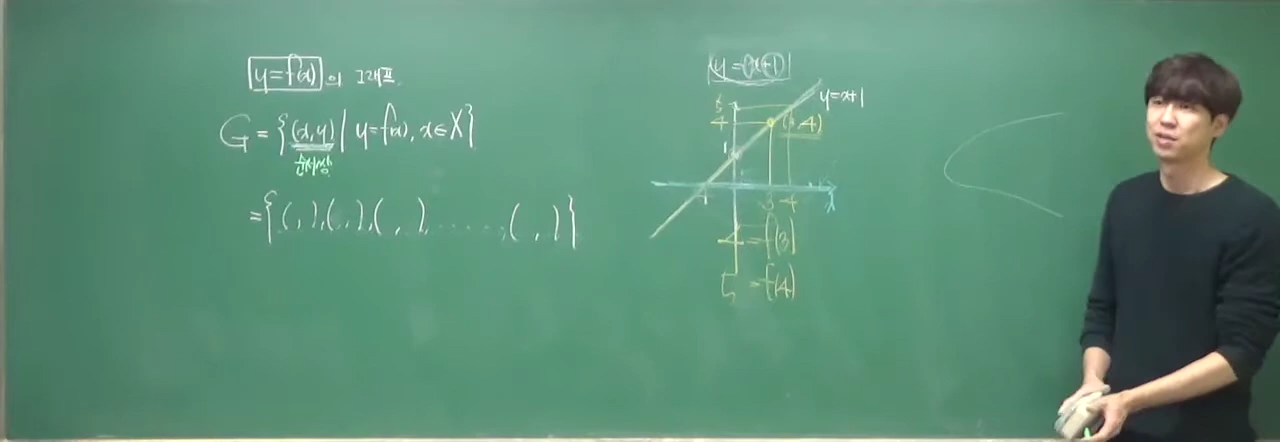 y=f(x) 의 그래프
G = {(x,y) | y=f(x), x∈X}
순서쌍
={( , ),( , ),( , ), ......,( , )}
y = x+1
y=x+1
5
4
(3,4)
1
-1
3 4
x
4 = f(3)
5 = f(4)